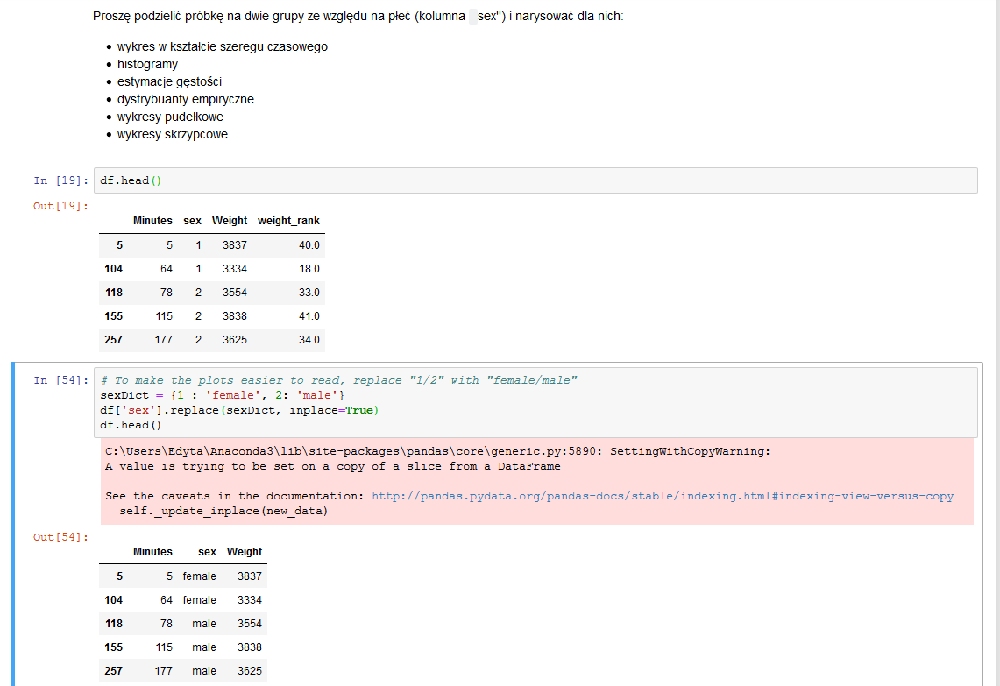 Proszę podzielić próbkę na dwie grupy ze względu na płeć (kolumna sex") i narysować dla nich:
• wykres w kształcie szeregu czasowego
• histogramy
• estymacje gęstości
• dystrybuanty empiryczne
• wykresy pudełkowe
• wykresy skrzypcowe
In [19]: df.head()
Out[19]:
Minutes sex Weight weight_rank
5 5 1 3837 40.0
104 64 1 3334 18.0
118 78 2 3554 33.0
155 115 2 3838 41.0
257 177 2 3625 34.0
In [54]: # To make the plots easier to read, replace "1/2" with "female/male"
sexDict = {1 : 'female', 2: 'male'}
df['sex'].replace(sexDict, inplace=True)
df.head()
C:\Users\Edyta\Anaconda3\lib\site-packages\pandas\core\generic.py:5890: SettingWithCopyWarning:
A value is trying to be set on a copy of a slice from a DataFrame
See the caveats in the documentation: http://pandas.pydata.org/pandas-docs/stable/indexing.html#indexing-view-versus-copy
self._update_inplace(new_data)
Out[54]:
Minutes sex Weight
5 5 female 3837
104 64 female 3334
118 78 male 3554
155 115 male 3838
257 177 male 3625